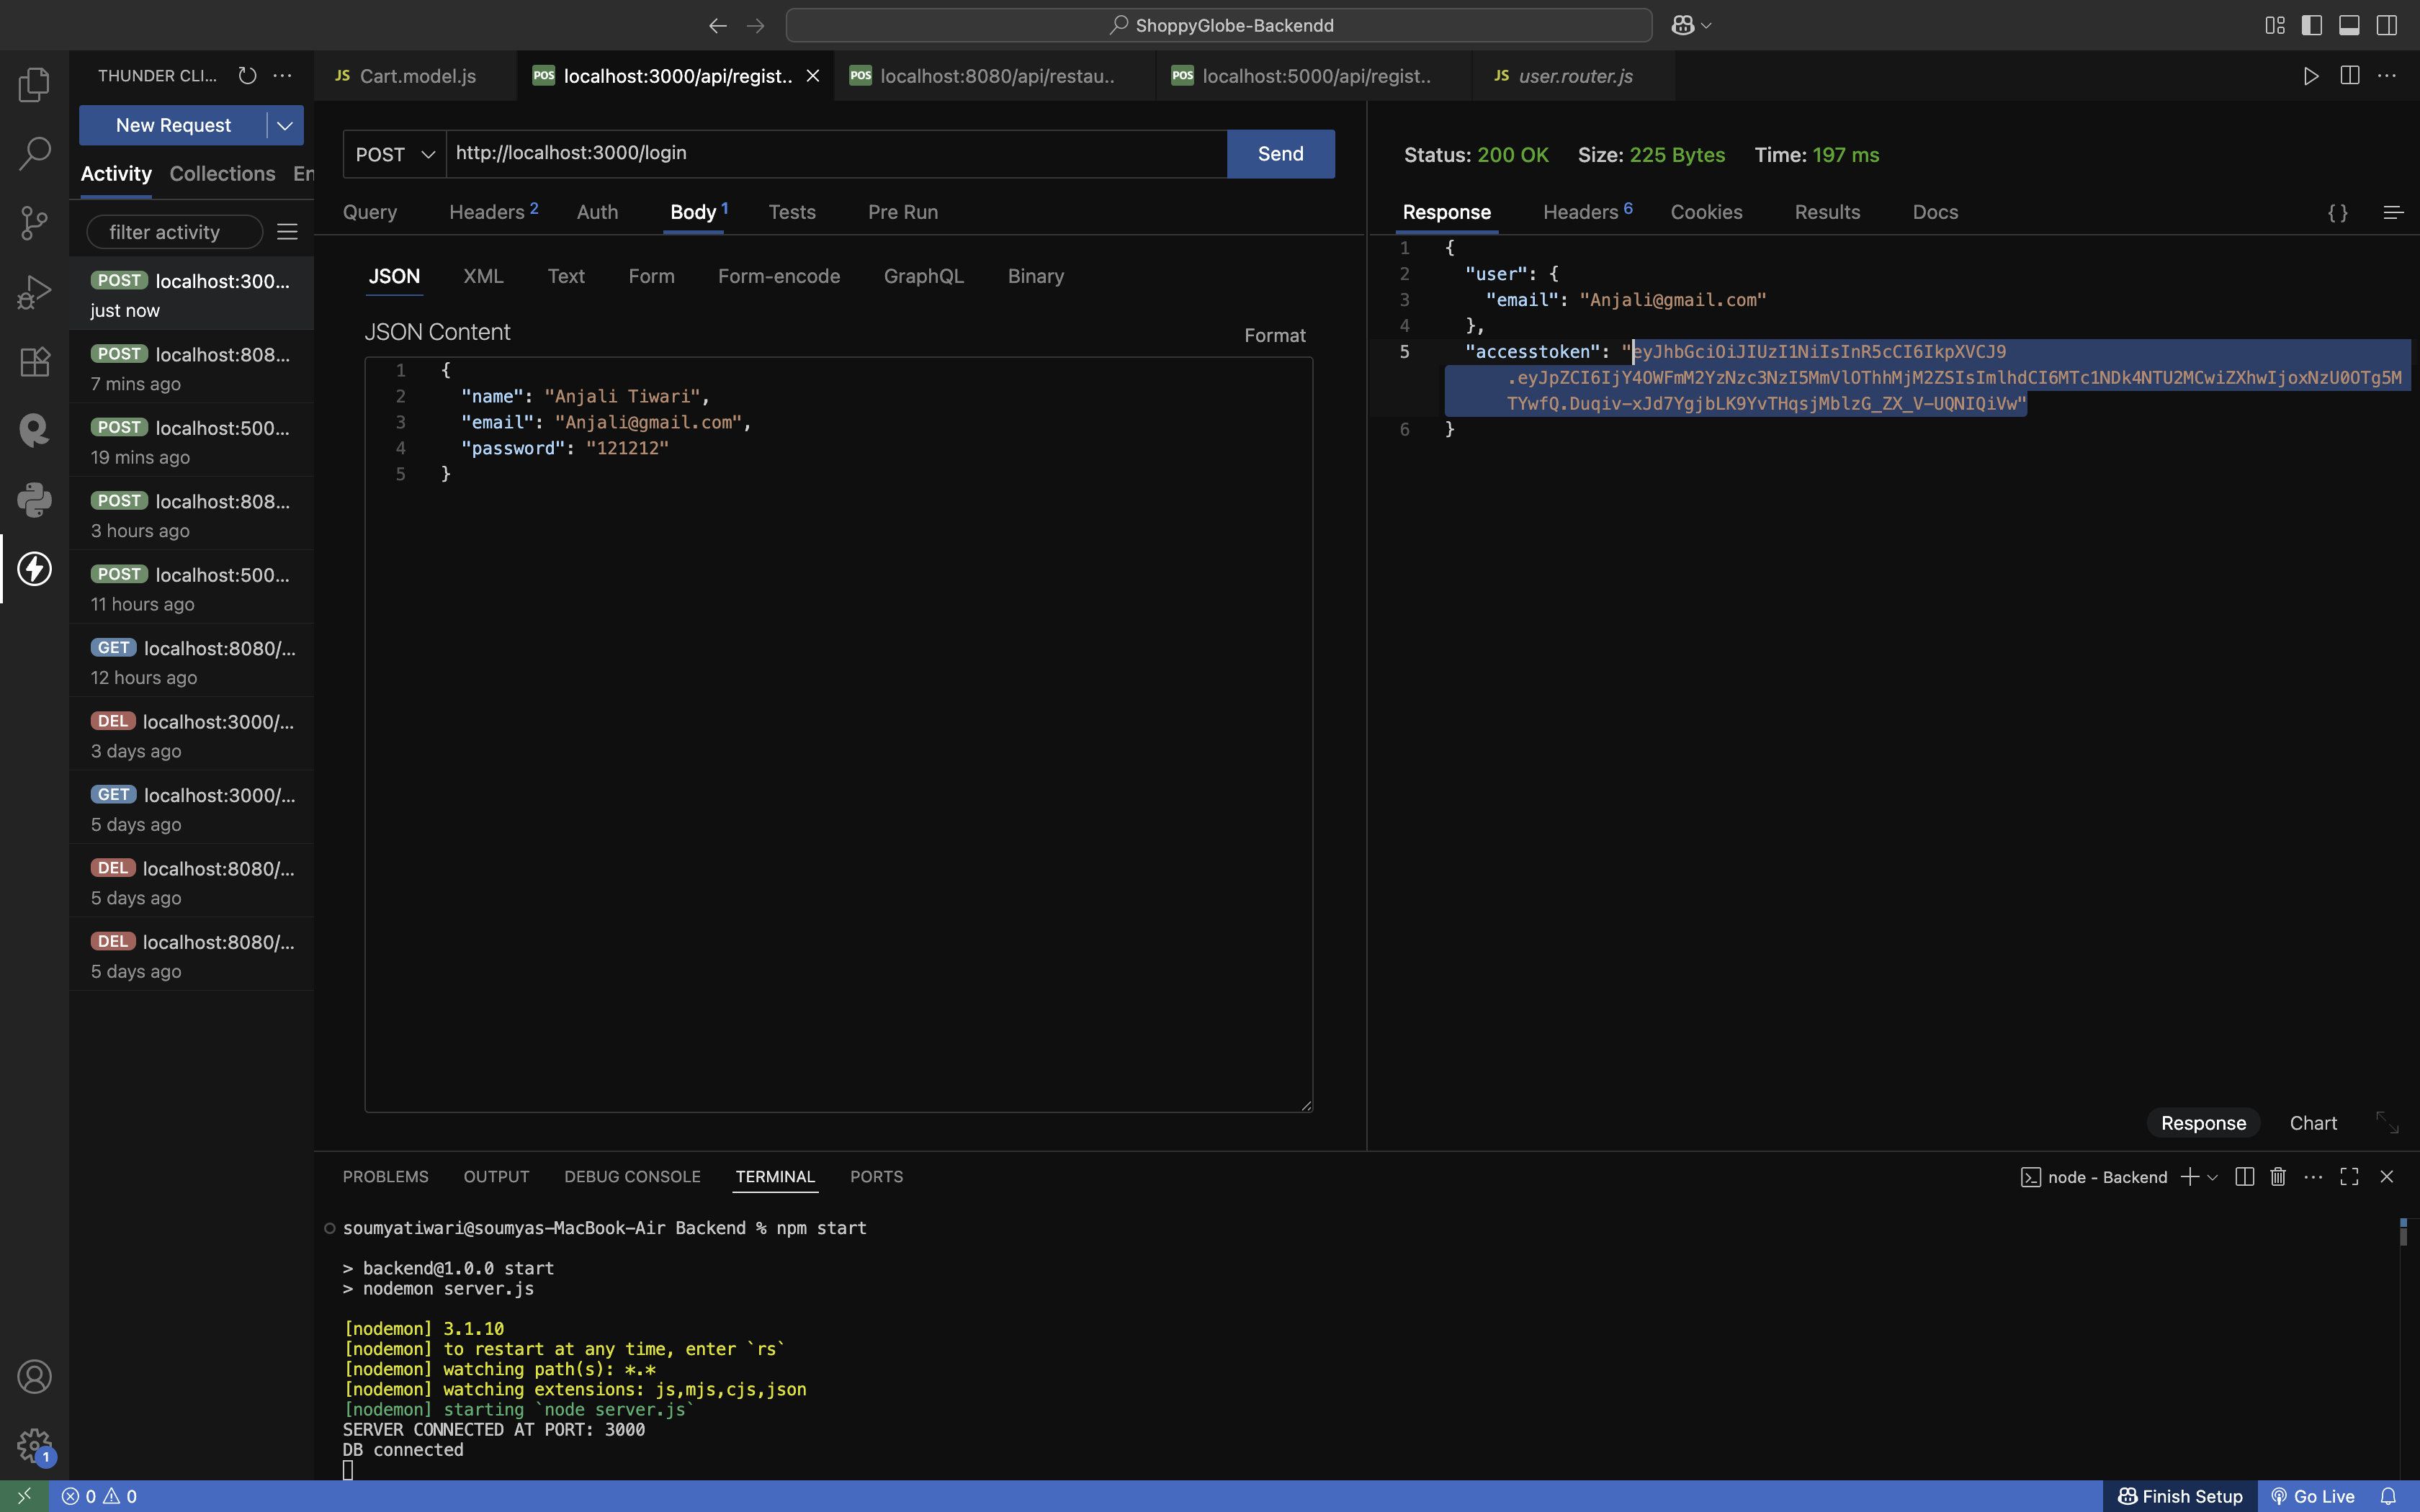 ShoppyGlobe-Backendd
THUNDER CLI...
JS Cart.model.js
POS localhost:3000/api/regist..
POS localhost:8080/api/restau..
POS localhost:5000/api/regist..
JS user.router.js
New Request
Activity Collections En
filter activity
POST localhost:300...
just now
POST localhost:808...
7 mins ago
POST localhost:500...
19 mins ago
POST localhost:808...
3 hours ago
POST localhost:500...
11 hours ago
GET localhost:8080/...
12 hours ago
DEL localhost:3000/...
3 days ago
GET localhost:3000/...
5 days ago
DEL localhost:8080/...
5 days ago
DEL localhost:8080/...
5 days ago
POST http://localhost:3000/login Send
Query Headers 2 Auth Body 1 Tests Pre Run
JSON XML Text Form Form-encode GraphQL Binary
JSON Content Format
1 {
2 "name": "Anjali Tiwari",
3 "email": "Anjali@gmail.com",
4 "password": "121212"
5 }
Status: 200 OK Size: 225 Bytes Time: 197 ms
Response Headers 6 Cookies Results Docs { }
1 {
2 "user": {
3 "email": "Anjali@gmail.com"
4 },
5 "accesstoken": "eyJhbGciOiJIUzI1NiIsInR5cCI6IkpXVCJ9
.eyJpZCI6IjY4OWFmM2YzNzc3NzI5MmVlOThhMjM2ZSIsImlhdCI6MTc1NDk4NTU2MCwiZXhwIjoxNzU0OTg5M
TYwfQ.Duqiv-xJd7YgjbLK9YvTHqsjMblzG_ZX_V-UQNIQiVw"
6 }
Response Chart
PROBLEMS OUTPUT DEBUG CONSOLE TERMINAL PORTS
node - Backend
soumyatiwari@soumyas-MacBook-Air Backend % npm start
> backend@1.0.0 start
> nodemon server.js
[nodemon] 3.1.10
[nodemon] to restart at any time, enter `rs`
[nodemon] watching path(s): *.*
[nodemon] watching extensions: js,mjs,cjs,json
[nodemon] starting `node server.js`
SERVER CONNECTED AT PORT: 3000
DB connected
1
0 0
Finish Setup Go Live